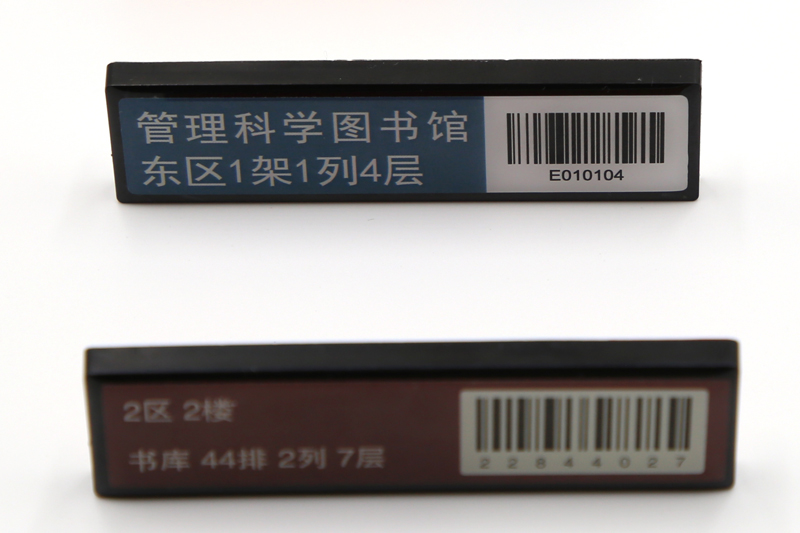 管理科学图书馆
东区1架1列4层
E010104
2区 2楼
书库 44排 2列 7层
22844027